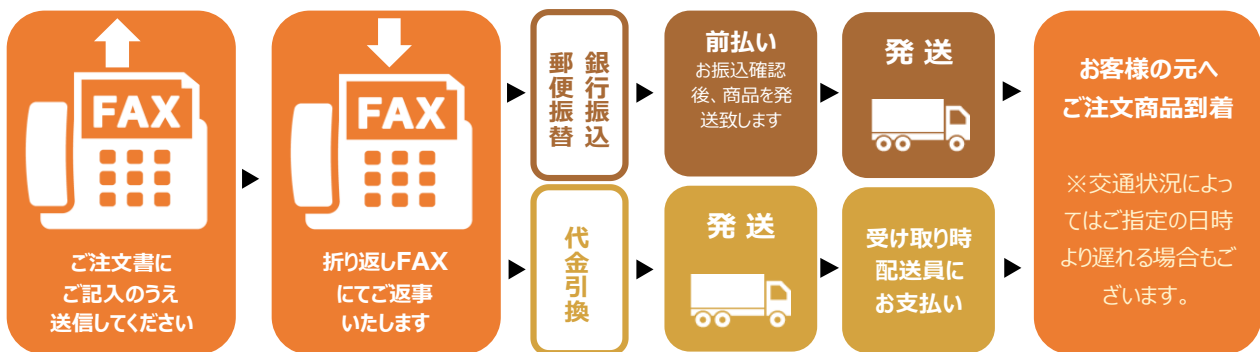 FAX
ご注文書に
ご記入のうえ
送信してください
FAX
折り返しFAX
にてご返事
いたします
銀行振込
郵便振替
前払い
お振込確認
後、商品を発
送致します
発 送
代金引換
発 送
受け取り時
配送員に
お支払い
お客様の元へ
ご注文商品到着
※交通状況によっ
てはご指定の日時
より遅れる場合もご
ざいます。